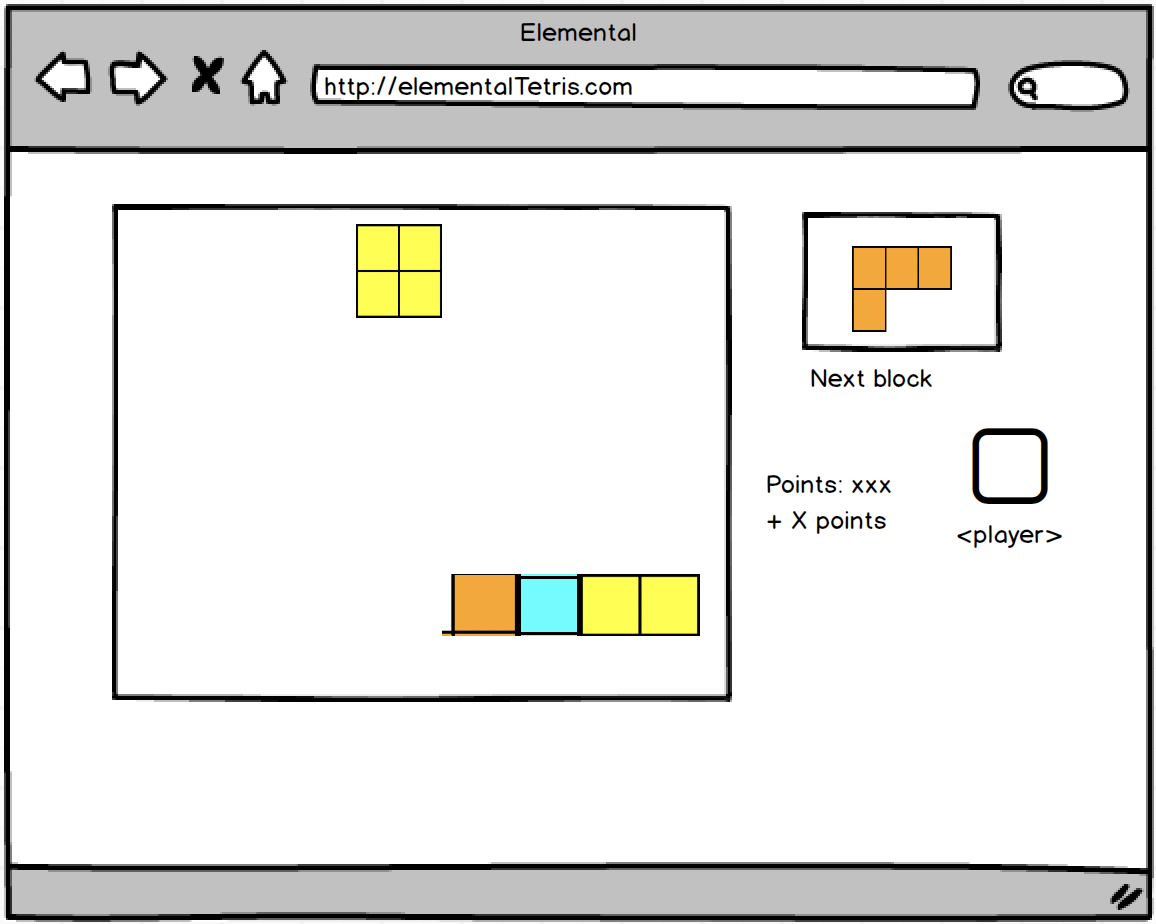 Elemental
http://elementalTetris.com
Next block
Points: xxx
+ X points
<player>